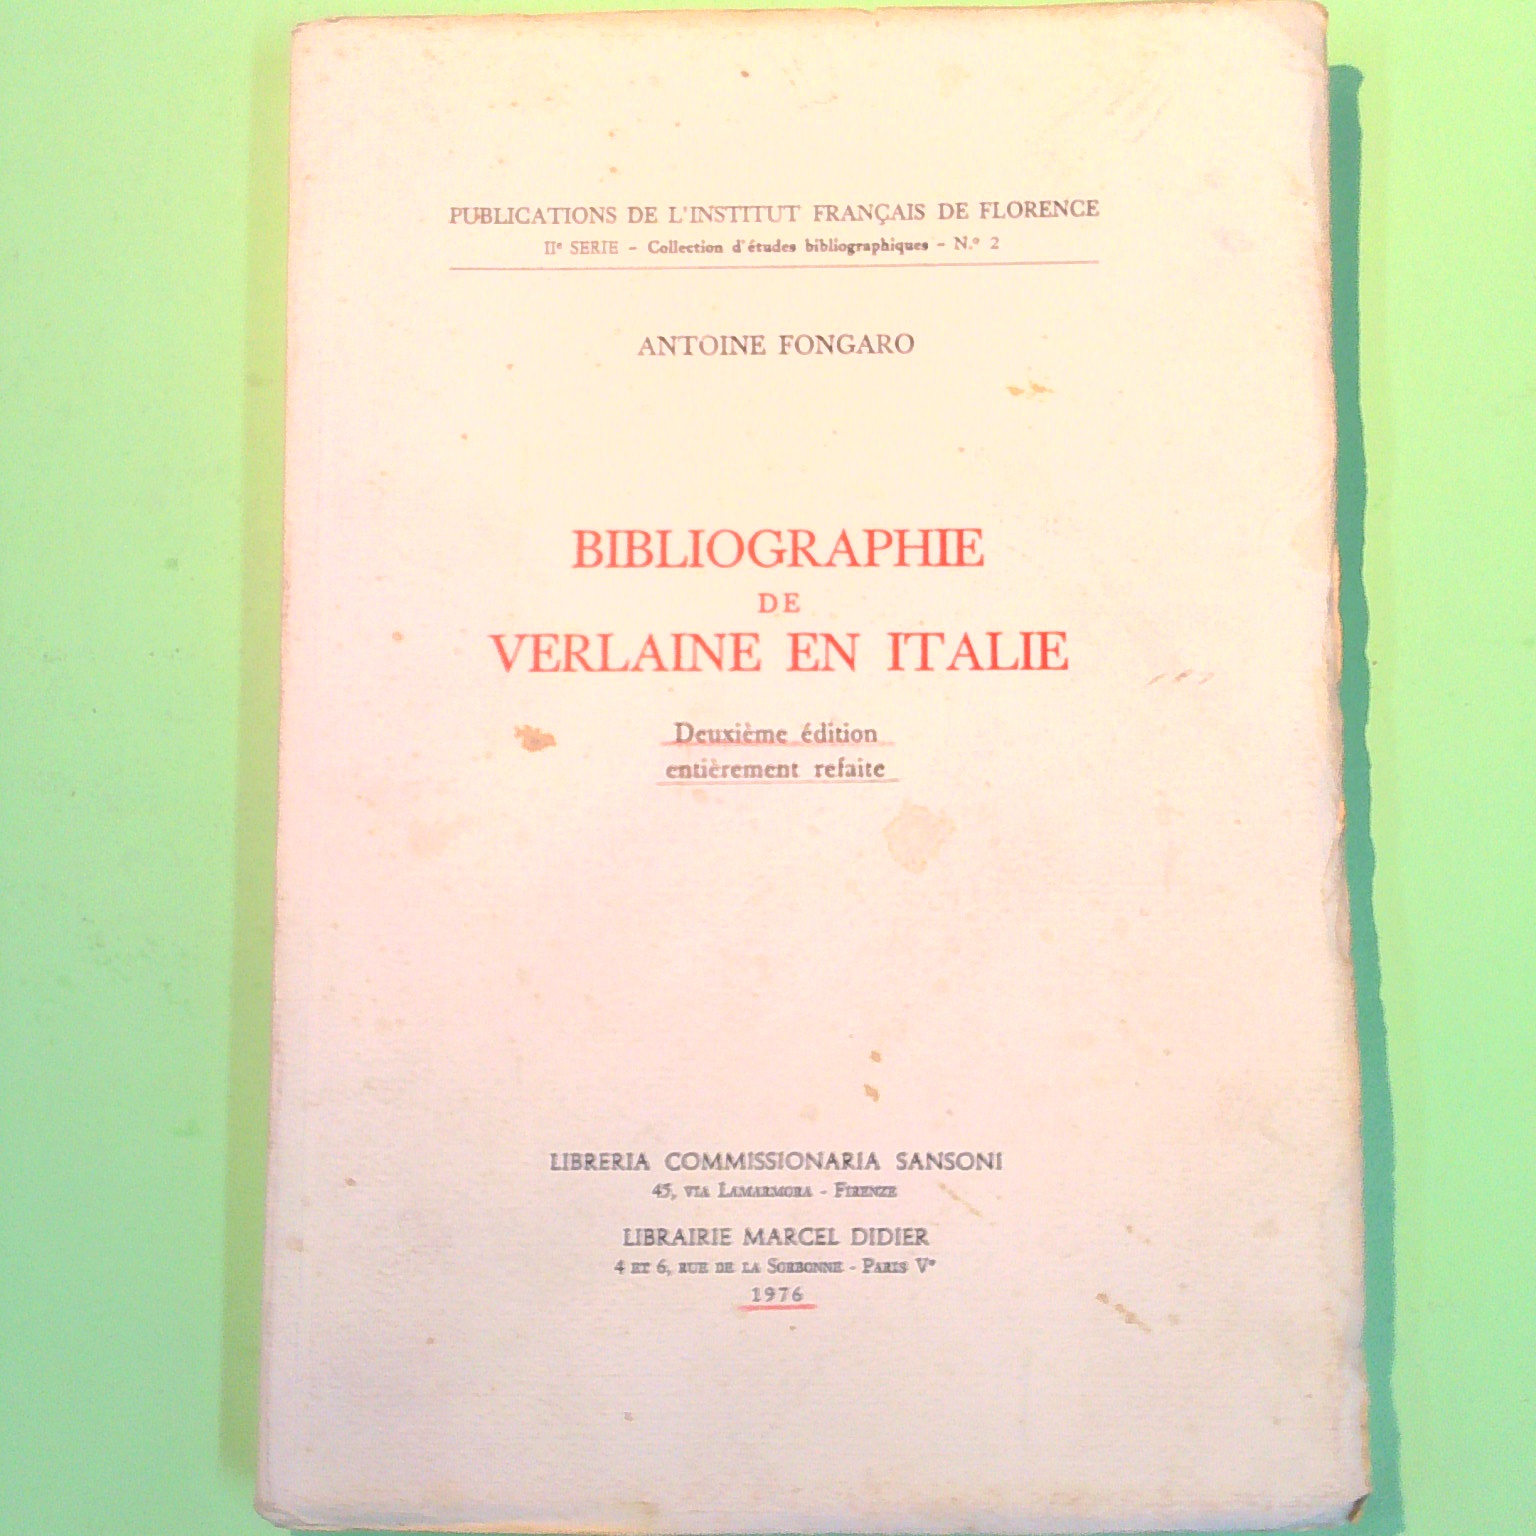 PUBLICATIONS DE L'INSTITUT FRANÇAIS DE FLORENCE
IIe SERIE - Collection d'études bibliographiques - N.º 2
ANTOINE FONGARO
BIBLIOGRAPHIE
DE
VERLAINE EN ITALIE
Deuxième édition
entièrement refaite
LIBRERIA COMMISSIONARIA SANSONI
45, VIA LAMARMORA - FIRENZE
LIBRAIRIE MARCEL DIDIER
4 ET 6, RUE DE LA SORBONNE - PARIS Ve
1976